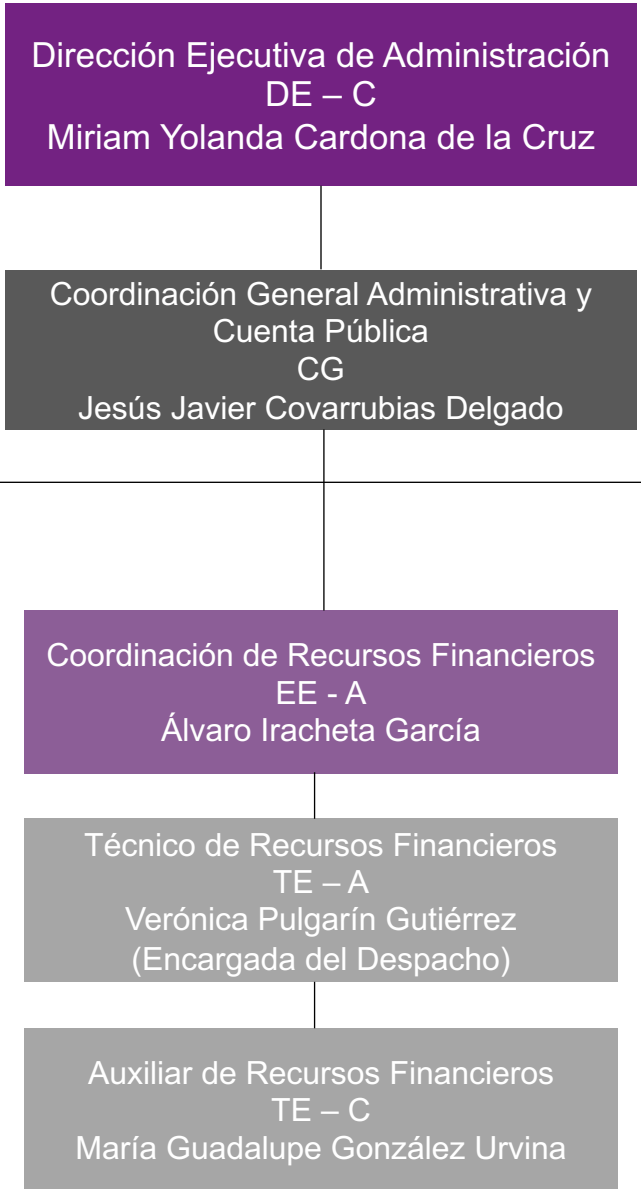 Dirección Ejecutiva de Administración
DE – C
Miriam Yolanda Cardona de la Cruz
Coordinación General Administrativa y
Cuenta Pública
CG
Jesús Javier Covarrubias Delgado
Coordinación de Recursos Financieros
EE - A
Álvaro Iracheta García
Técnico de Recursos Financieros
TE – A
Verónica Pulgarín Gutiérrez
(Encargada del Despacho)
Auxiliar de Recursos Financieros
TE – C
María Guadalupe González Urvina